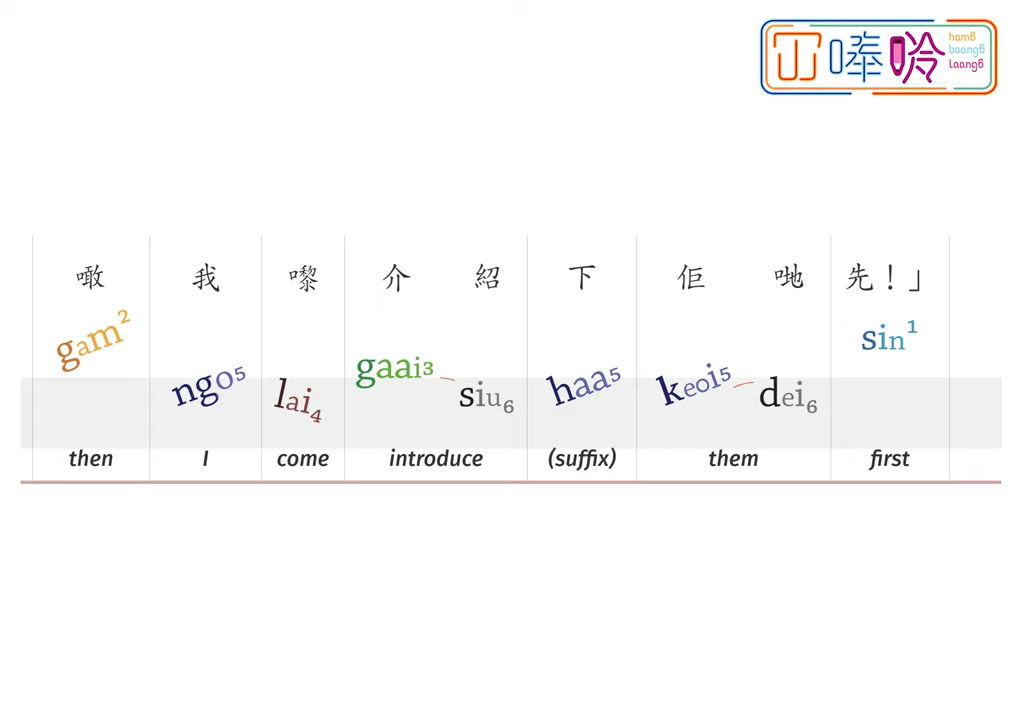 冚唪唥
ham6
baang6
laang6
噉 我 嚟 介 紹 下 佢 哋 先！」
gam2 ngo5 lai4 gaai3 siu6 haa5 keoi5 dei6 sin1
then I come introduce (suffix) them first